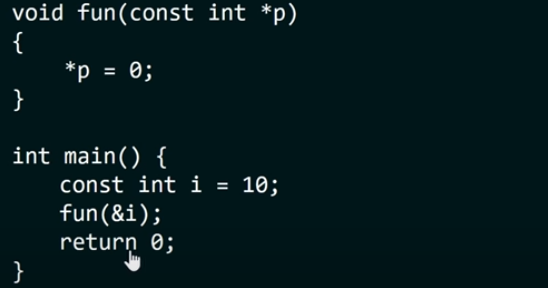 void fun(const int *p)
{
    *p = 0;
}

int main() {
    const int i = 10;
    fun(&i);
    return 0;
}